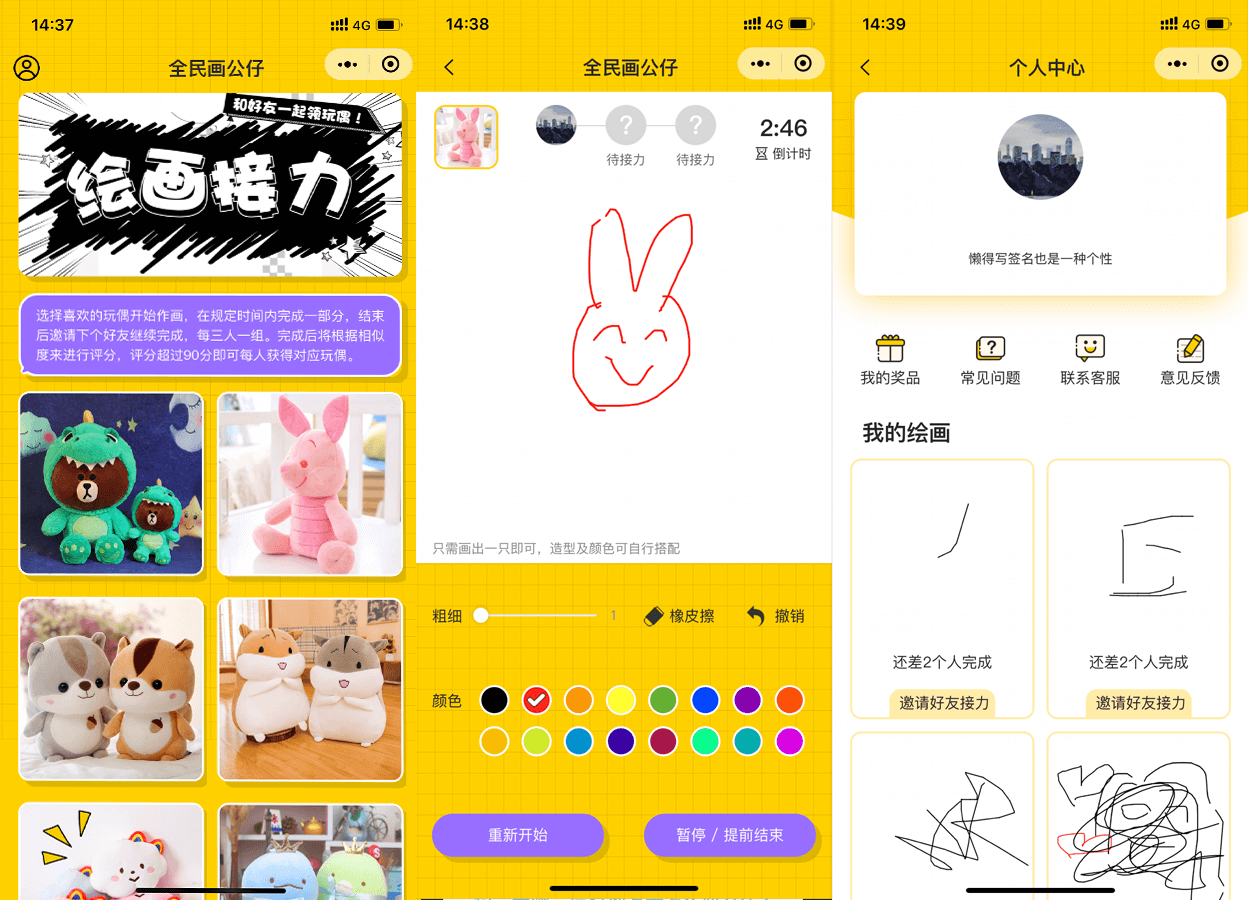 14:37
4G
全民画公仔
和好友一起领玩偶！
绘画接力
选择喜欢的玩偶开始作画，在规定时间内完成一部分，结束
后邀请下个好友继续完成，每三人一组。完成后将根据相似
度来进行评分，评分超过90分即可每人获得对应玩偶。
14:38
4G
全民画公仔
?
?
待接力
待接力
2:46
倒计时
只需画出一只即可，造型及颜色可自行搭配
粗细
1
橡皮擦
撤销
颜色
重新开始
暂停 / 提前结束
14:39
4G
个人中心
懒得写签名也是一种个性
我的奖品
常见问题
联系客服
意见反馈
我的绘画
还差2个人完成
邀请好友接力
还差2个人完成
邀请好友接力